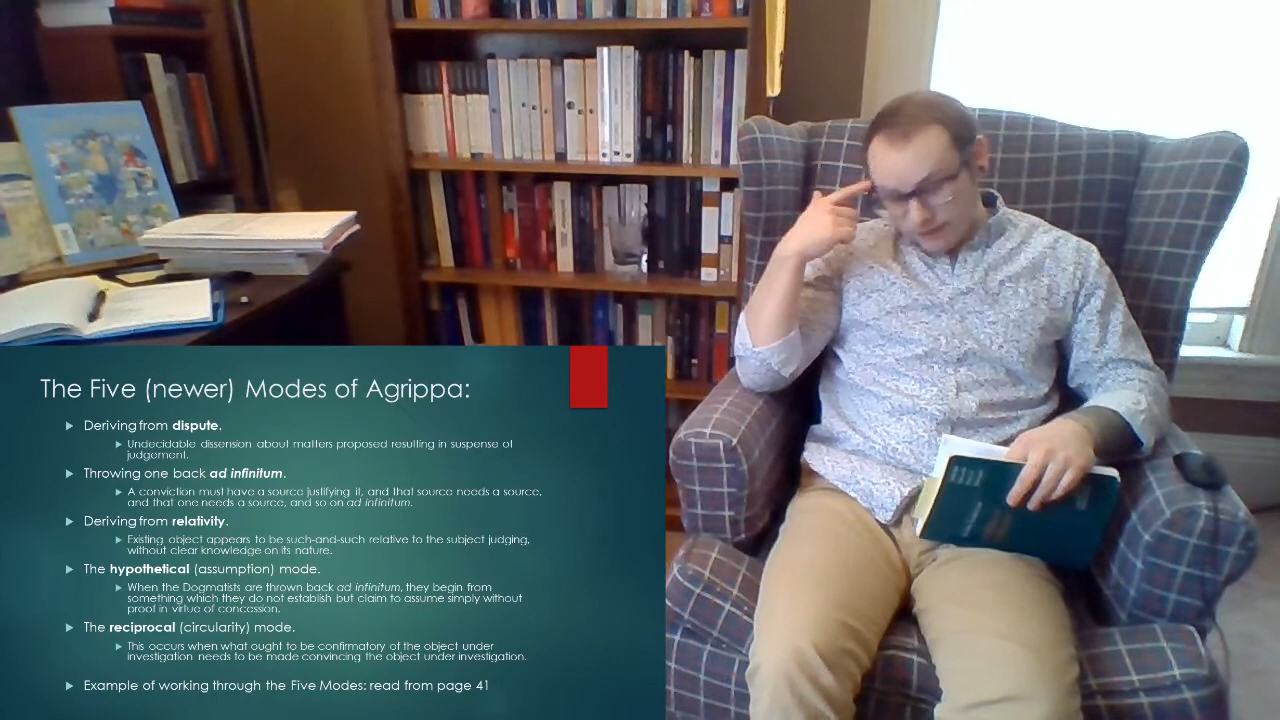 The Five (newer) Modes of Agrippa:
Deriving from dispute.
Undecidable dissension about matters proposed resulting in suspense of
judgement.
Throwing one back ad infinitum.
A conviction must have a source justifying it, and that source needs a source,
and that one needs a source, and so on ad infinitum.
Deriving from relativity.
Existing object appears to be such-and-such relative to the subject judging,
without clear knowledge on its nature.
The hypothetical (assumption) mode.
When the Dogmatists are thrown back ad infinitum, they begin from
something which they do not establish but claim to assume simply without
proof in virtue of concession.
The reciprocal (circularity) mode.
This occurs when what ought to be confirmatory of the object under
investigation needs to be made convincing the object under investigation.
Example of working through the Five Modes: read from page 41